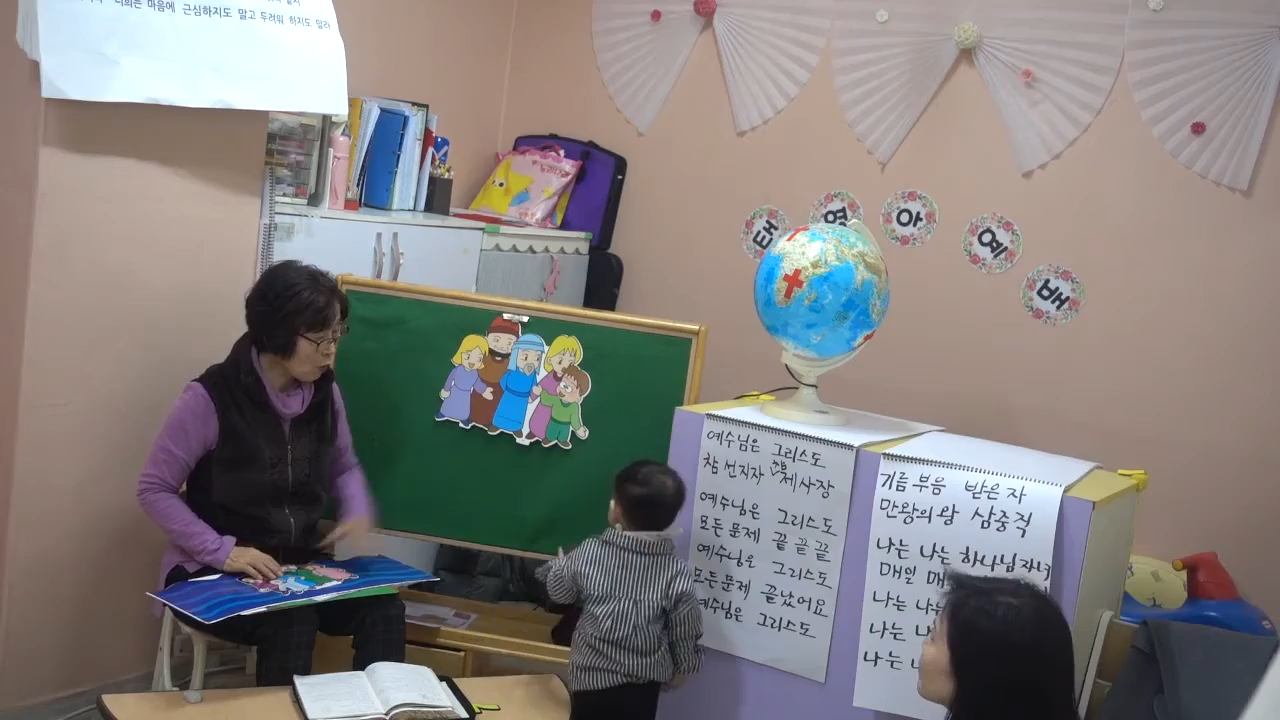 너희는 마음에 근심하지도 말고 두려워 하지도 말라
태영아예배
예수님은 그리스도
참 선지자 참 제사장
예수님은 그리스도
모든 문제 끝 끝 끝
예수님은 그리스도
모든문제 끝났어요
예수님은 그리스도
기름부음 받은자
만왕의왕 삼중직
나는 나는 하나님자녀
매일
나는
나는
나는